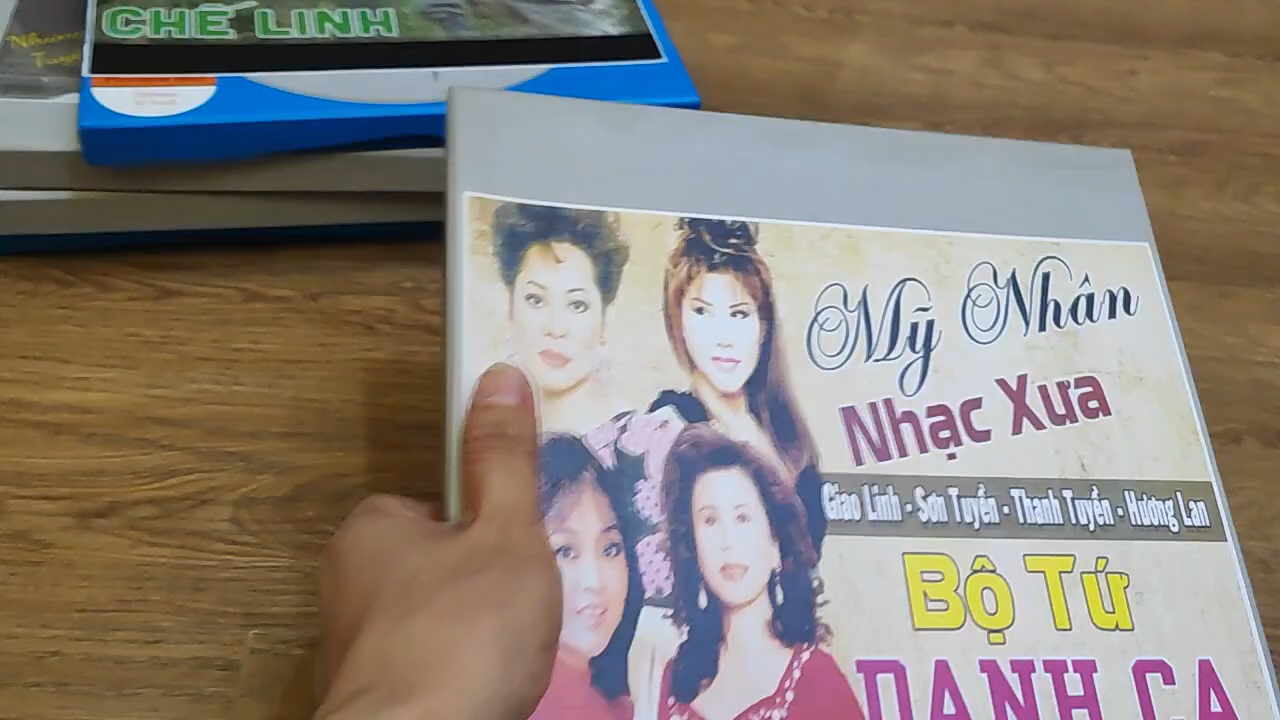 CHẾ LINH
Mỹ Nhân
Nhạc Xưa
Giao Linh - Sơn Tuyền - Thanh Tuyền - Hương Lan
Bộ Tứ
DANH CA